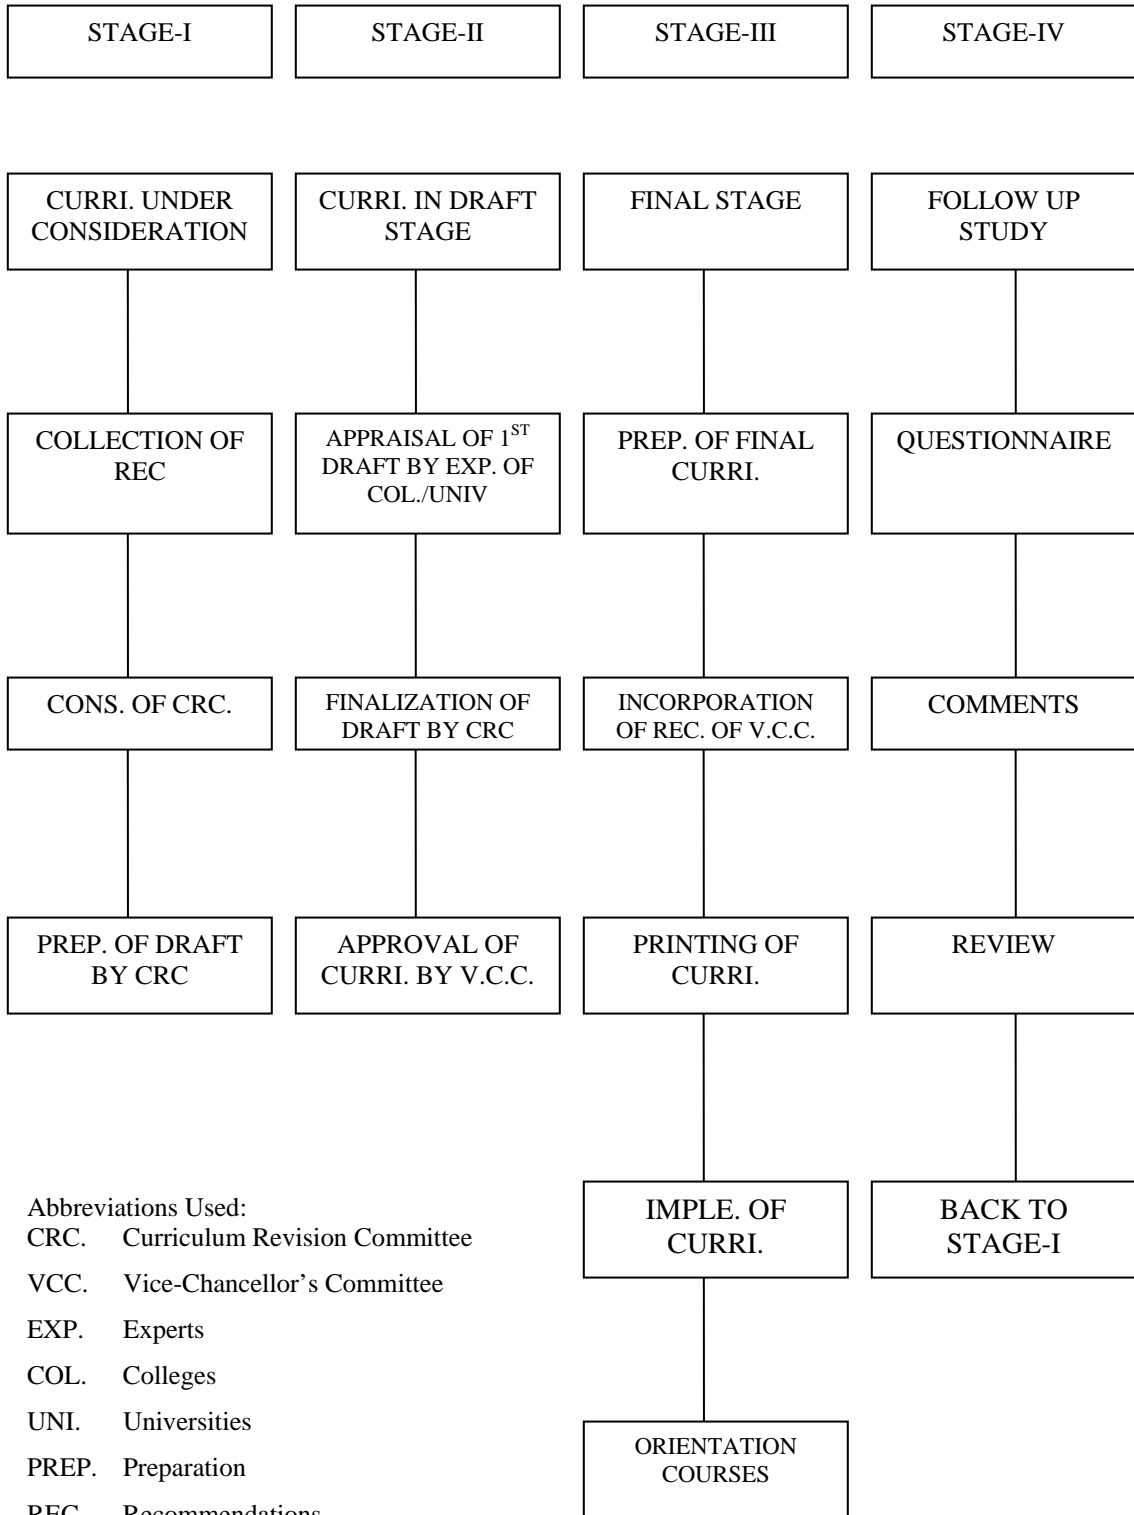 STAGE-I
STAGE-II
STAGE-III
STAGE-IV
CURRI. UNDER
CONSIDERATION
COLLECTION OF
REC
CONS. OF CRC.
PREP. OF DRAFT
BY CRC
CURRI. IN DRAFT
STAGE
APPRAISAL OF 1ST
DRAFT BY EXP. OF
COL./UNIV
FINALIZATION OF
DRAFT BY CRC
APPROVAL OF
CURRI. BY V.C.C.
FINAL STAGE
PREP. OF FINAL
CURRI.
INCORPORATION
OF REC. OF V.C.C.
PRINTING OF
CURRI.
IMPLE. OF
CURRI.
ORIENTATION
COURSES
FOLLOW UP
STUDY
QUESTIONNAIRE
COMMENTS
REVIEW
BACK TO
STAGE-I
Abbreviations Used:
CRC. Curriculum Revision Committee
VCC. Vice-Chancellor’s Committee
EXP. Experts
COL. Colleges
UNI. Universities
PREP. Preparation
REC. Recommendations